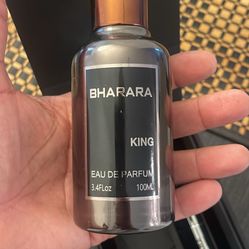 BHARARA
KING
EAU DE PARFUM
3.4FLoz 100ML